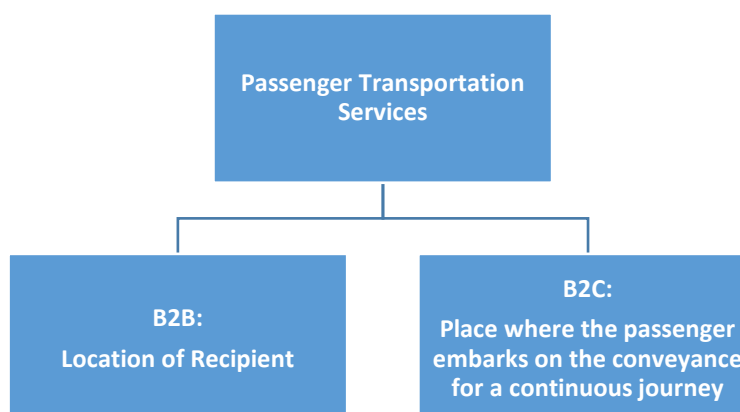 Passenger Transportation
Services
B2B:
Location of Recipient
B2C:
Place where the passenger
embarks on the conveyance
for a continuous journey